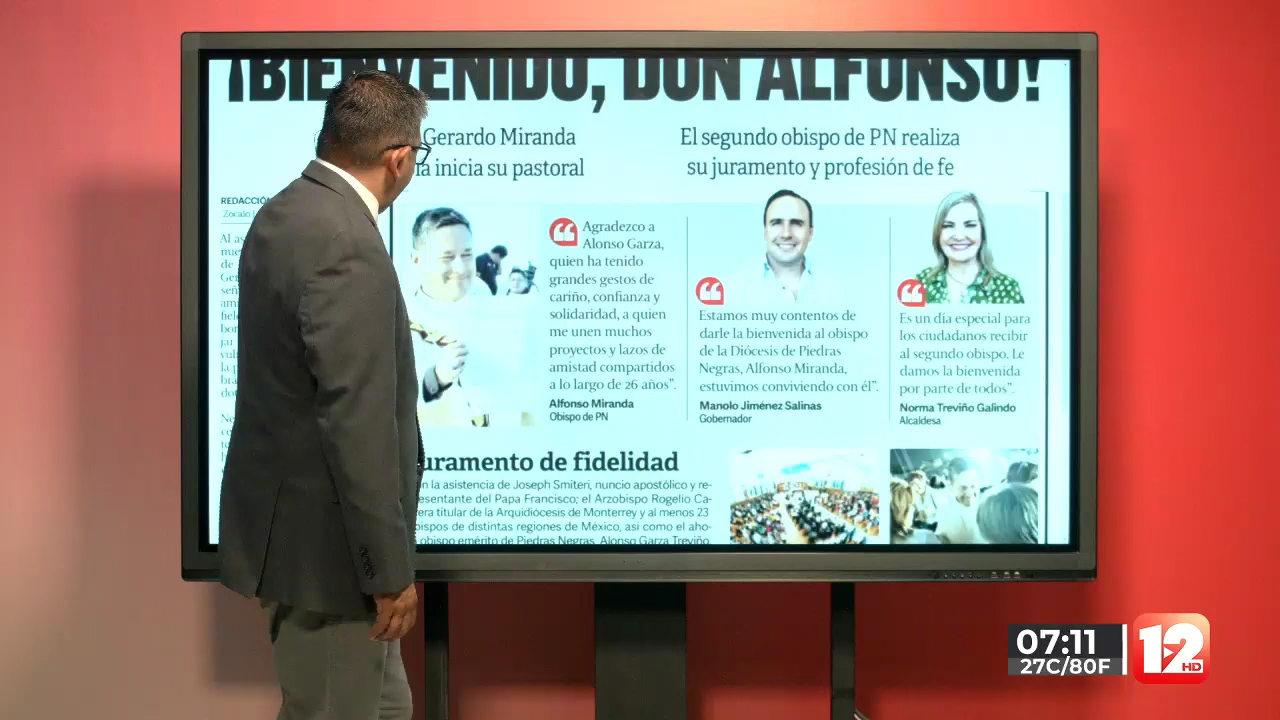 ¡BIENVENIDO, DON ALFONSO!
Gerardo Miranda
inicia su pastoral
El segundo obispo de PN realiza
su juramento y profesión de fe
REDACCIÓN
Zócalo
Al
de
Agradezco a
Alonso Garza,
quien ha tenido
grandes gestos de
cariño, confianza y
solidaridad, a quien
me unen muchos
proyectos y lazos de
amistad compartidos
a lo largo de 26 años”.
Alfonso Miranda
Obispo de PN
Estamos muy contentos de
darle la bienvenida al obispo
de la Diócesis de Piedras
Negras, Alfonso Miranda,
estuvimos conviviendo con él”.
Manolo Jiménez Salinas
Gobernador
Es un día especial para
los ciudadanos recibir
al segundo obispo. Le
damos la bienvenida
por parte de todos”.
Norma Treviño Galindo
Alcaldesa
uramento de fidelidad
on la asistencia de Joseph Smiteri, nuncio apostólico y re-
esentante del Papa Francisco; el Arzobispo Rogelio Ca-
era titular de la Arquidiócesis de Monterrey y al menos 23
bispos de distintas regiones de México, así como el aho-
obispo emérito de Piedras Negras, Alonso Garza Treviño,
07:11
27C/80F
12
HD